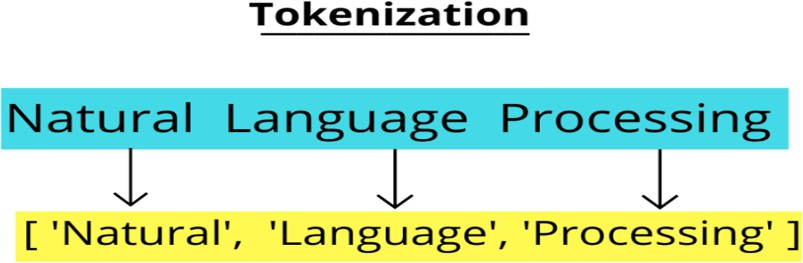 Tokenization
Natural Language Processing
[ 'Natural', 'Language', 'Processing' ]